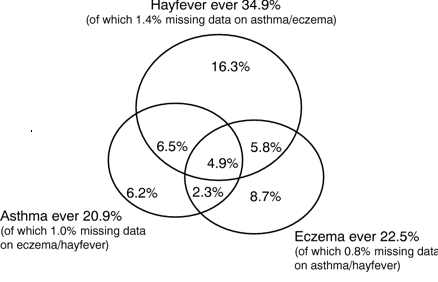 Hayfever ever 34.9%
(of which 1.4% missing data on asthma/eczema)
16.3%
6.5%
5.8%
4.9%
6.2%
2.3%
8.7%
Asthma ever 20.9%
(of which 1.0% missing data
on eczema/hayfever)
Eczema ever 22.5%
(of which 0.8% missing data
on asthma/hayfever)